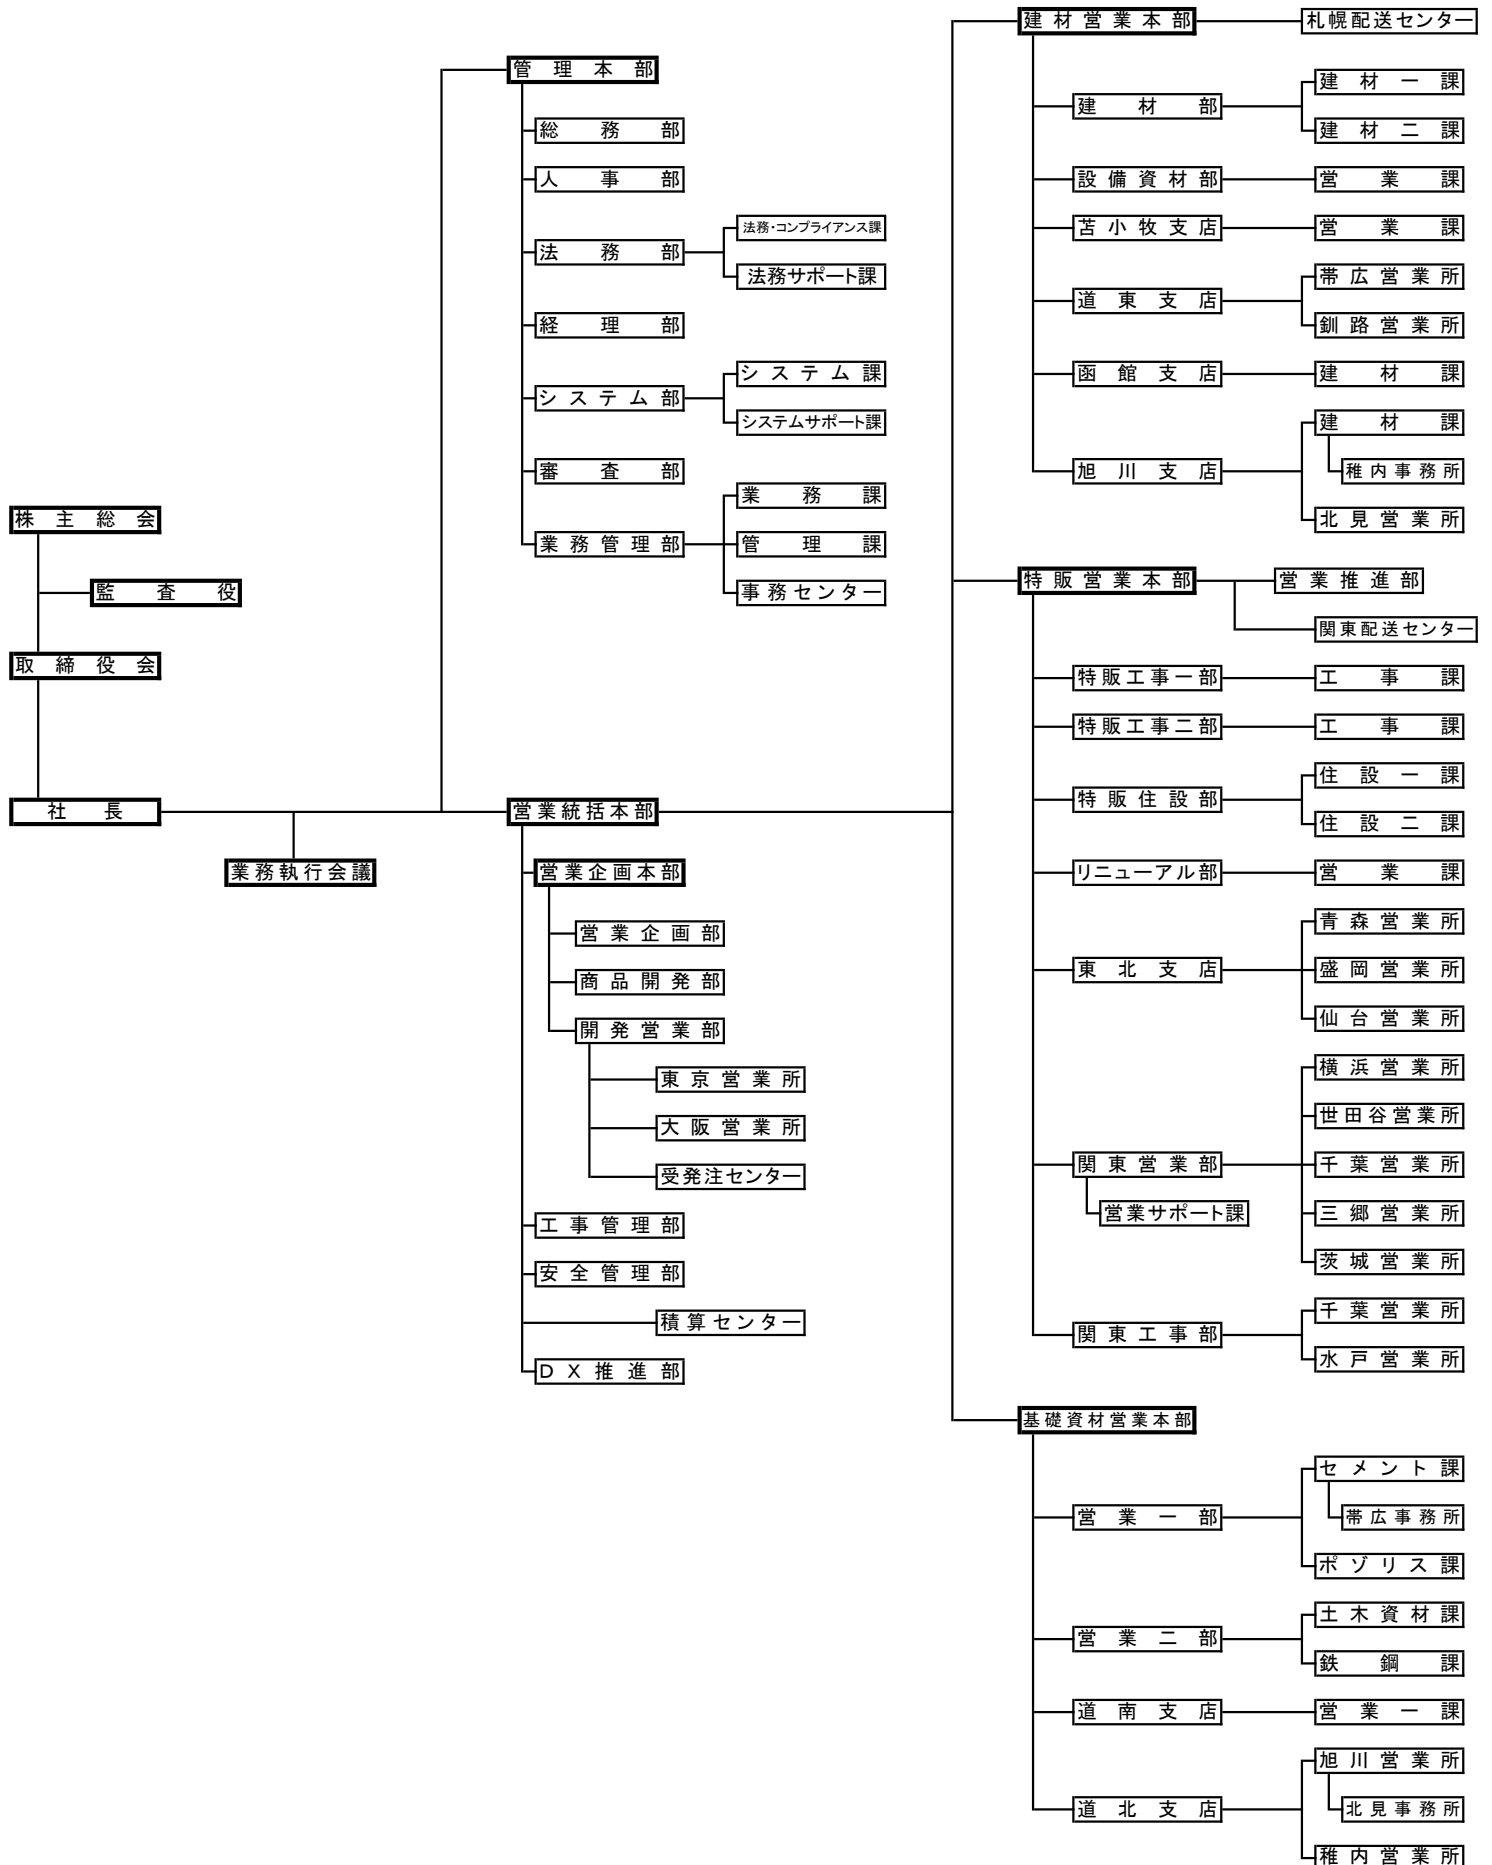 株主総会
監査役
取締役会
社長
業務執行会議
管理本部
総務部
人事部
法務部
法務・コンプライアンス課
法務サポート課
経理部
システム部
システム課
システムサポート課
審査部
業務管理部
業務課
管理課
事務センター
営業統括本部
営業企画本部
営業企画部
商品開発部
開発営業部
東京営業所
大阪営業所
受発注センター
工事管理部
安全管理部
積算センター
DX推進部
建材営業本部
札幌配送センター
建材部
建材一課
建材二課
設備資材部
営業課
苫小牧支店
営業課
道東支店
帯広営業所
釧路営業所
函館支店
建材課
旭川支店
建材課
稚内事務所
北見営業所
特販営業本部
営業推進部
関東配送センター
特販工事一部
工事課
特販工事二部
工事課
特販住設部
住設一課
住設二課
リニューアル部
営業課
東北支店
青森営業所
盛岡営業所
仙台営業所
関東営業部
営業サポート課
横浜営業所
世田谷営業所
千葉営業所
三郷営業所
茨城営業所
関東工事部
千葉営業所
水戸営業所
基礎資材営業本部
営業一部
セメント課
帯広事務所
ポゾリス課
営業二部
土木資材課
鉄鋼課
道南支店
営業一課
道北支店
旭川営業所
北見事務所
稚内営業所